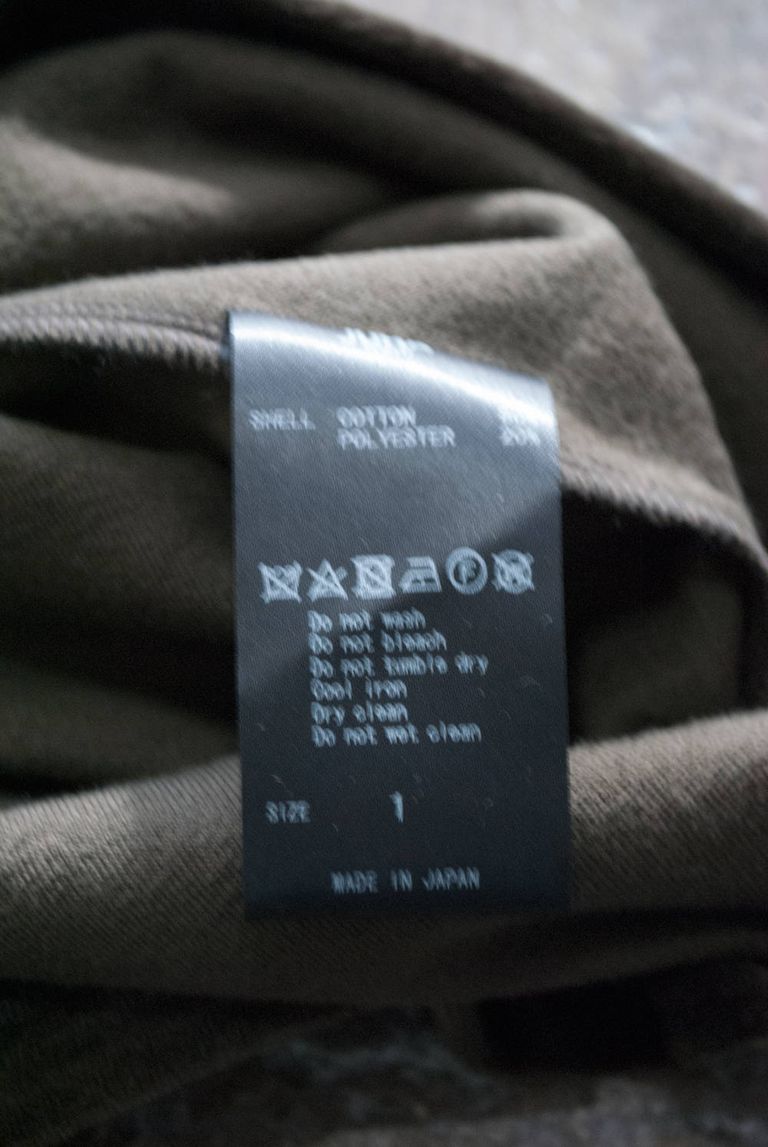 SHELL COTTON
POLYESTER 20%
Do not wash
Do not bleach
Do not tumble dry
Cool iron
Dry clean
Do not wet clean
SIZE 1
MADE IN JAPAN